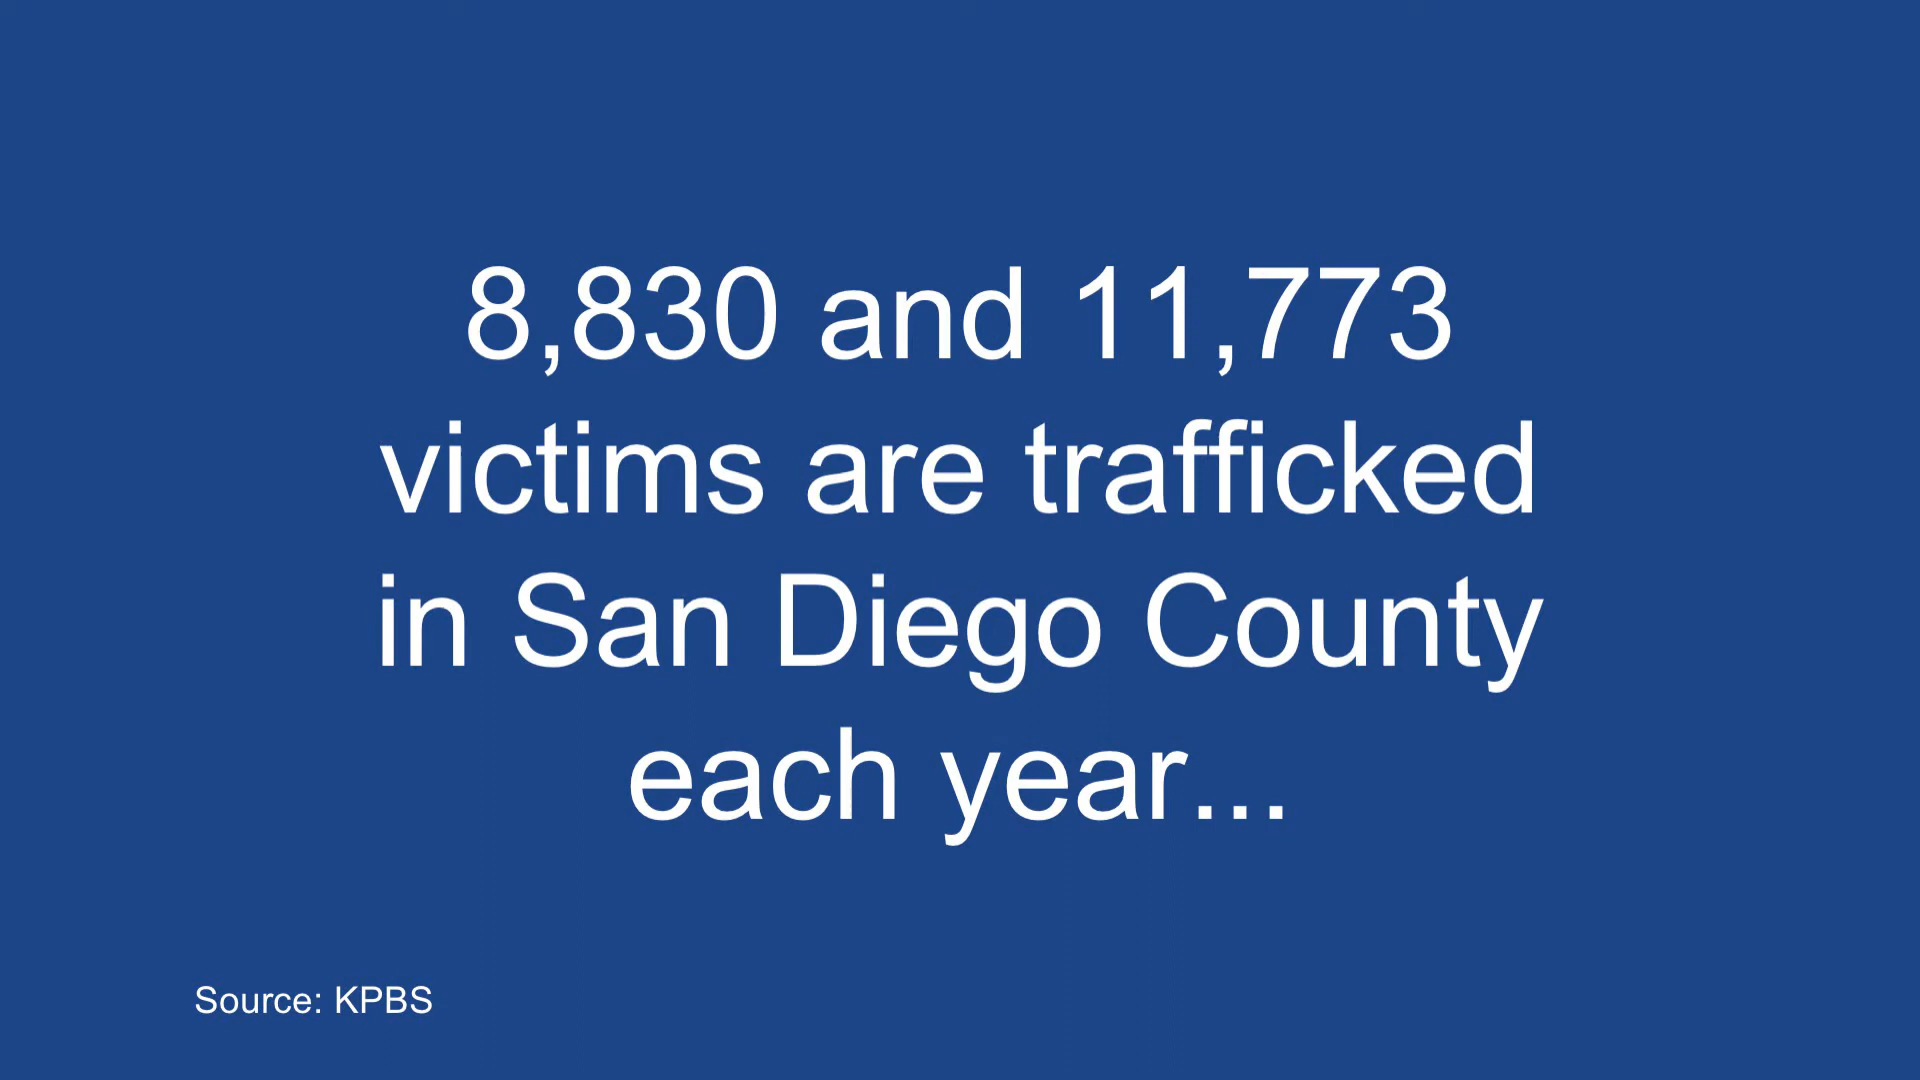 8,830 and 11,773
victims are trafficked
in San Diego County
each year...
Source: KPBS